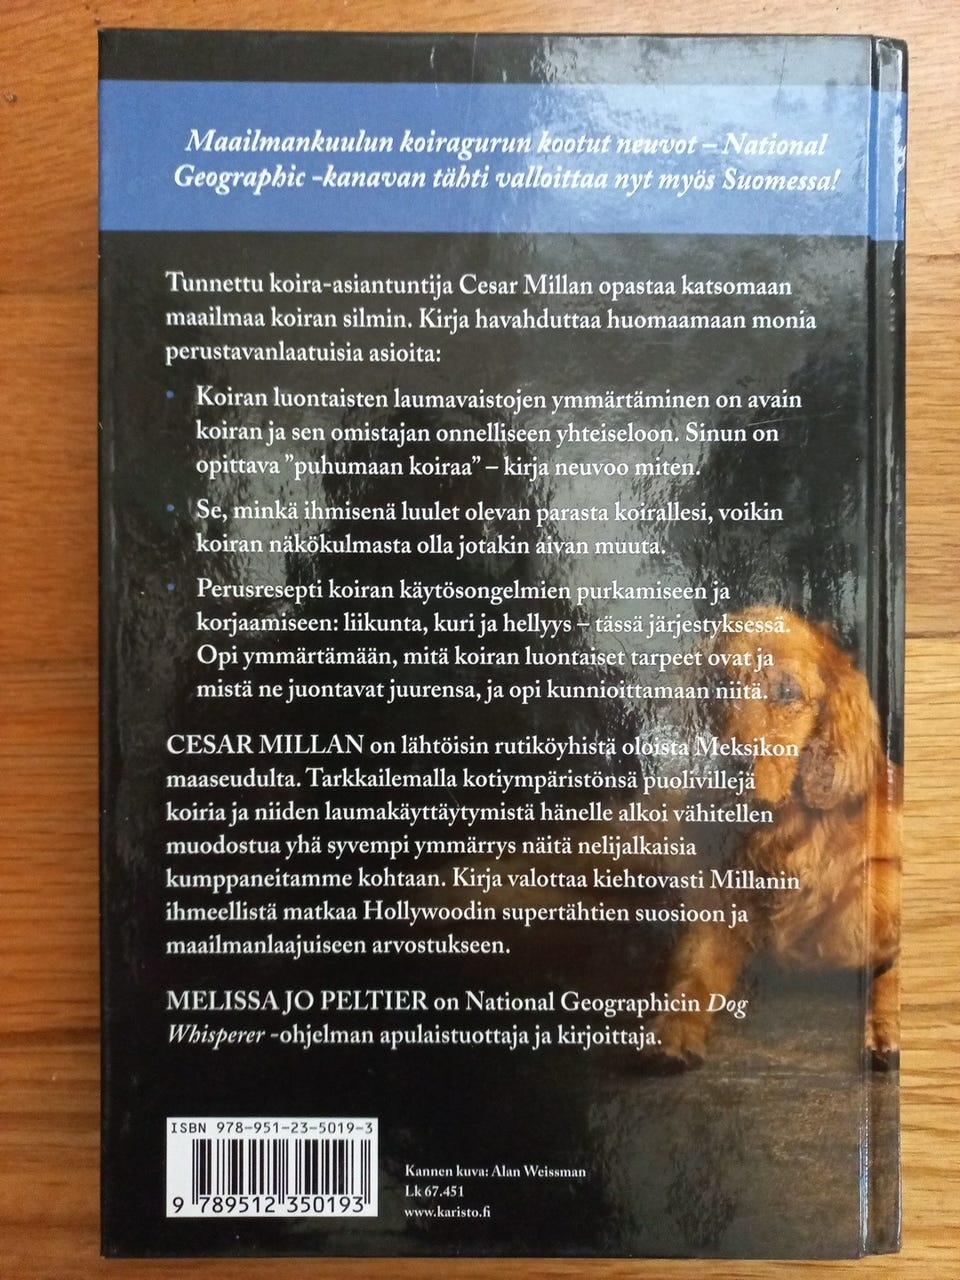 Maailmankuulun koiragurun kootut neuvot – National
Geographic -kanavan tähti valloittaa nyt myös Suomessa!
Tunnettu koira-asiantuntija Cesar Millan opastaa katsomaan
maailmaa koiran silmin. Kirja havahduttaa huomaamaan monia
perustavanlaatuisia asioita:
• Koiran luontaisten laumavaistojen ymmärtäminen on avain
koiran ja sen omistajan onnelliseen yhteiseloon. Sinun on
opittava ”puhumaan koiraa” – kirja neuvoo miten.
• Se, minkä ihmisenä luulet olevan parasta koirallesi, voikin
koiran näkökulmasta olla jotakin aivan muuta.
• Perusresepti koiran käytösongelmien purkamiseen ja
korjaamiseen: liikunta, kuri ja hellyys – tässä järjestyksessä.
Opi ymmärtämään, mitä koiran luontaiset tarpeet ovat ja
mistä ne juontavat juurensa, ja opi kunnioittamaan niitä.
CESAR MILLAN on lähtöisin rutiköyhistä oloista Meksikon
maaseudulta. Tarkkailemalla kotiympäristönsä puolivillejä
koiria ja niiden laumakäyttäytymistä hänelle alkoi vähitellen
muodostua yhä syvempi ymmärrys näitä nelijalkaisia
kumppaneitamme kohtaan. Kirja valottaa kiehtovasti Millanin
ihmeellistä matkaa Hollywoodin supertähtien suosioon ja
maailmanlaajuiseen arvostukseen.
MELISSA JO PELTIER on National Geographicin Dog
Whisperer -ohjelman apulaistuottaja ja kirjoittaja.
ISBN 978-951-23-5019-3
9 789512 350193
Kannen kuva: Alan Weissman
Lk 67.451
www.karisto.fi